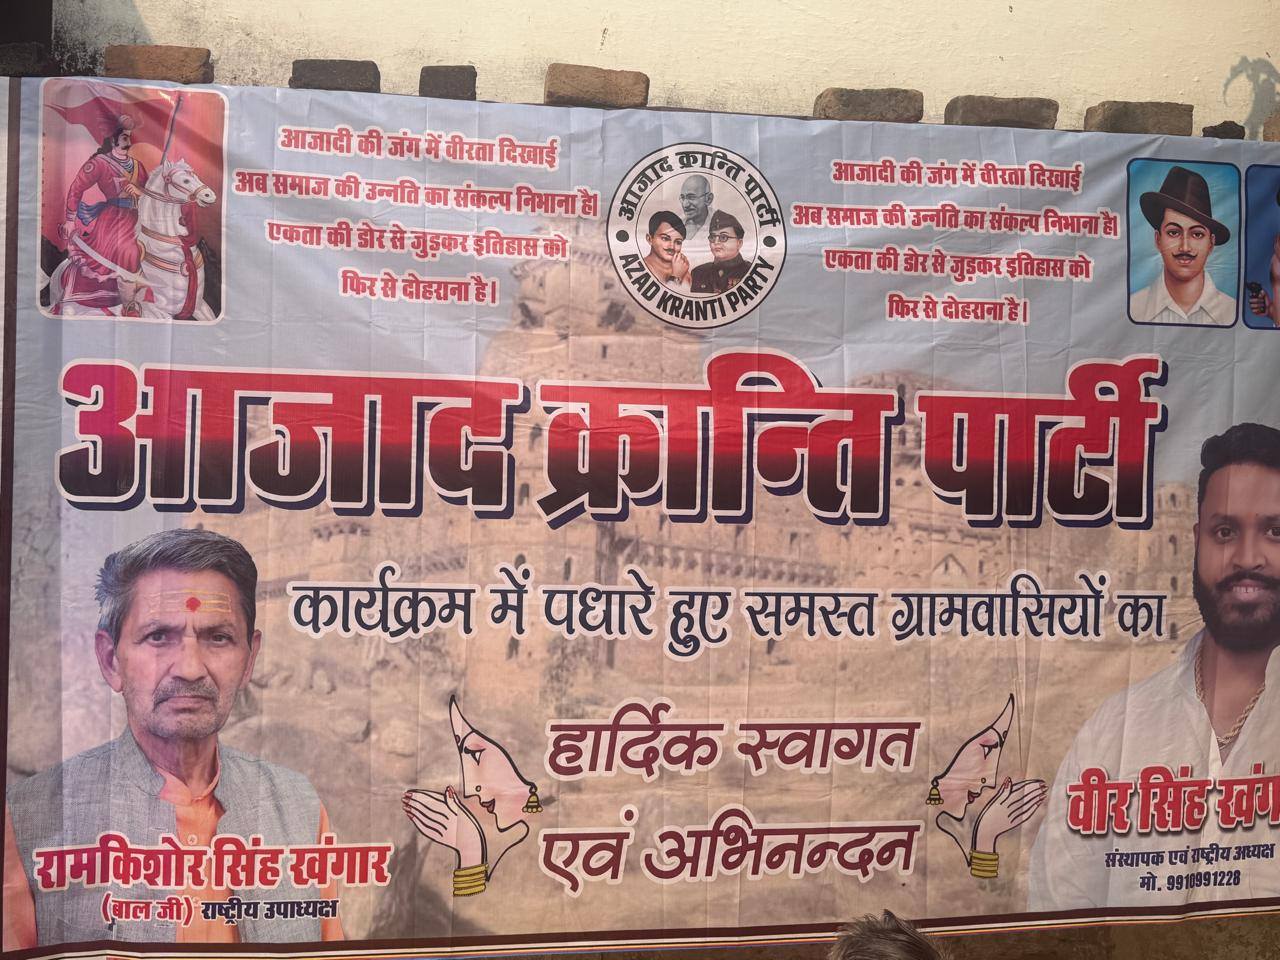 आजादी की जंग में वीरता दिखाई
अब समाज की उन्नति का संकल्प निभाना है।
एकता की डोर से जुड़कर इतिहास को
फिर से दोहराना है।
आजाद क्रान्ति पार्टी
AZAD KRANTI PARTY
आजादी की जंग में वीरता दिखाई
अब समाज की उन्नति का संकल्प निभाना है।
एकता की डोर से जुड़कर इतिहास को
फिर से दोहराना है।
आजाद क्रान्ति पार्टी
कार्यक्रम में पधारे हुए समस्त ग्रामवासियों का
हार्दिक स्वागत
एवं अभिनन्दन
रामकिशोर सिंह खंगार
(बाल जी) राष्ट्रीय उपाध्यक्ष
वीर सिंह
संस्थापक एवं राष्ट्रीय अध्यक्ष
मो. 9910991228